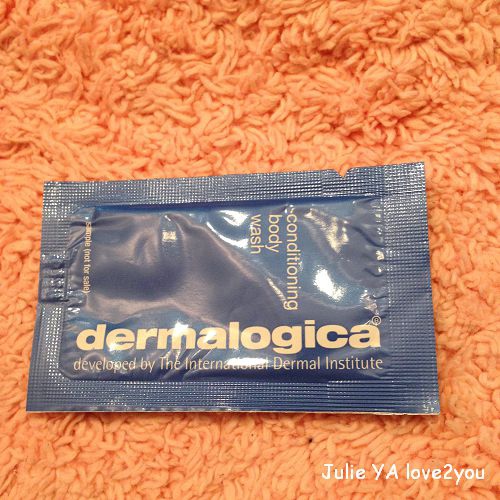 conditioning
body
wash
sample (not for sale)
dermalogica®
developed by The International Dermal Institute
Julie YA love2you